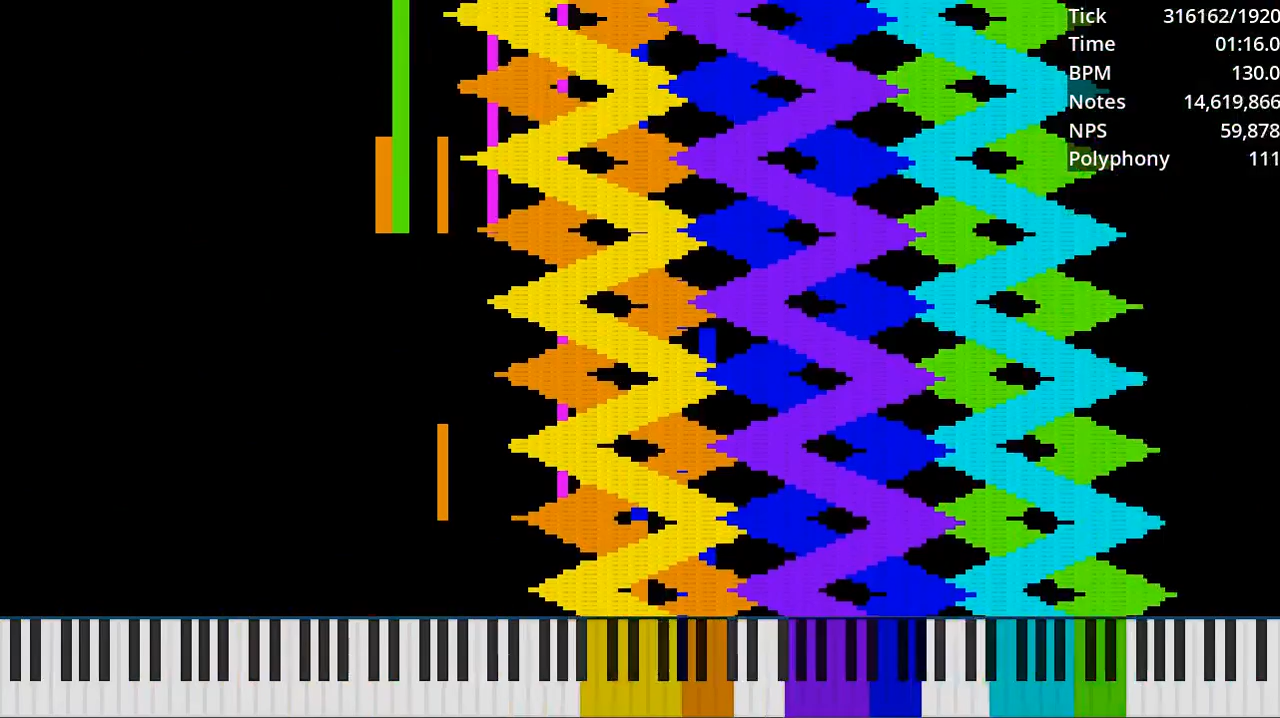 Tick 316162/1920
Time 01:16.0
BPM 130.0
Notes 14,619,866
NPS 59,878
Polyphony 111